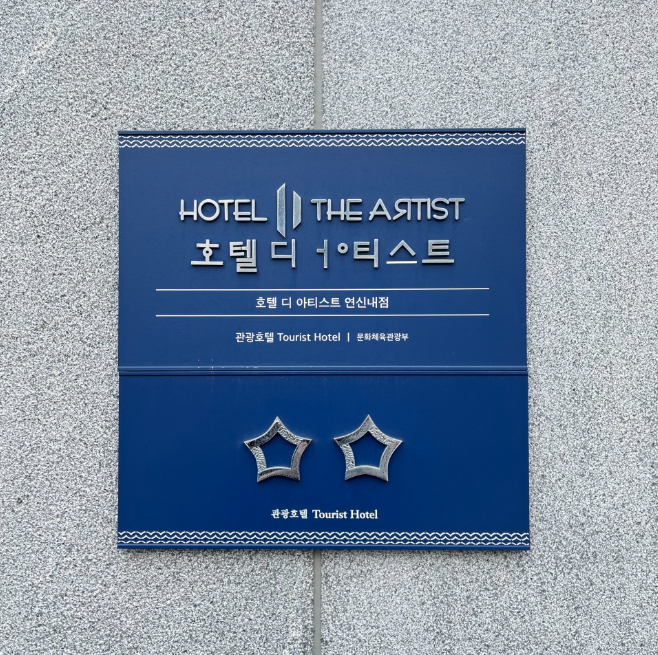 HOTEL THE ARTIST
호텔 디 아티스트
호텔 디 아티스트 연신내점
관광호텔 Tourist Hotel | 문화체육관광부
관광호텔 Tourist Hotel